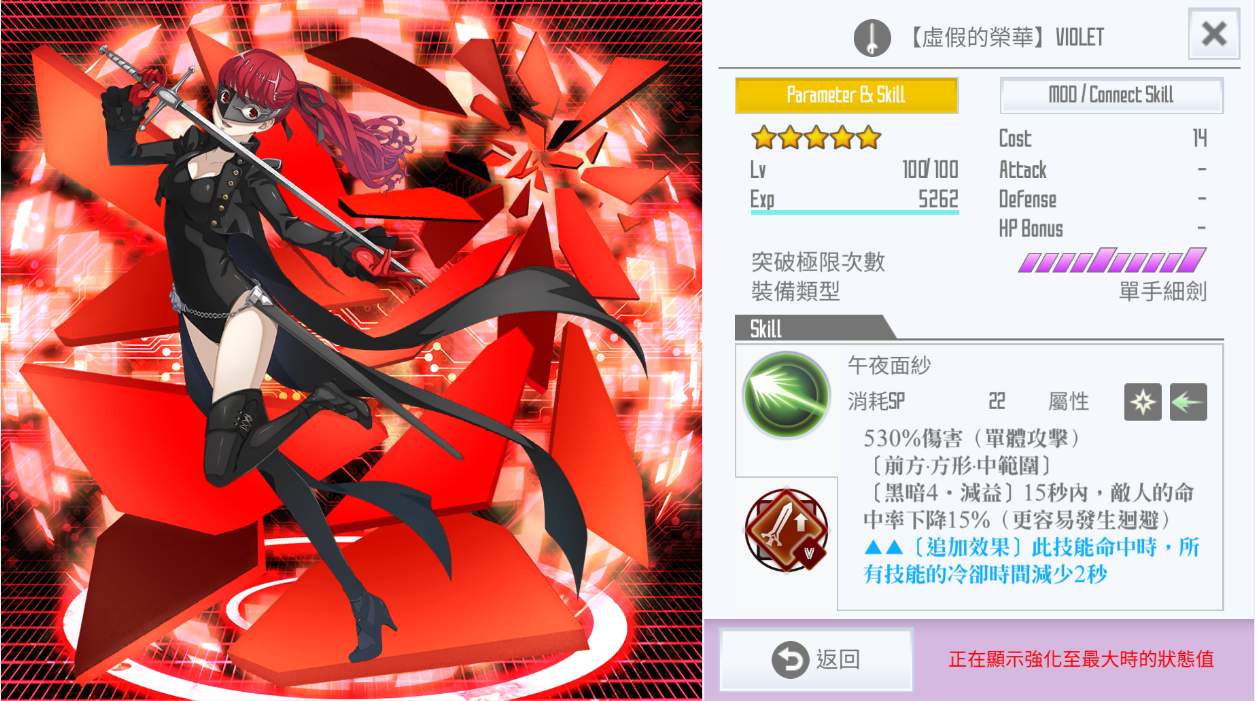 【虛假的榮華】VIOLET
Parameter & Skill
MOD / Connect Skill
Lv 100/100
Exp 5262
Cost 14
Attack -
Defense -
HP Bonus -
突破極限次數
裝備類型 單手細劍
Skill
午夜面紗
消耗SP 22 屬性
530%傷害（單體攻擊）
〔前方·方形·中範圍〕
〔黑暗4・減益〕15秒內，敵人的命
中率下降15%（更容易發生迴避）
▲▲〔追加效果〕此技能命中時，所
有技能的冷卻時間減少2秒
V
返回
正在顯示強化至最大時的狀態值